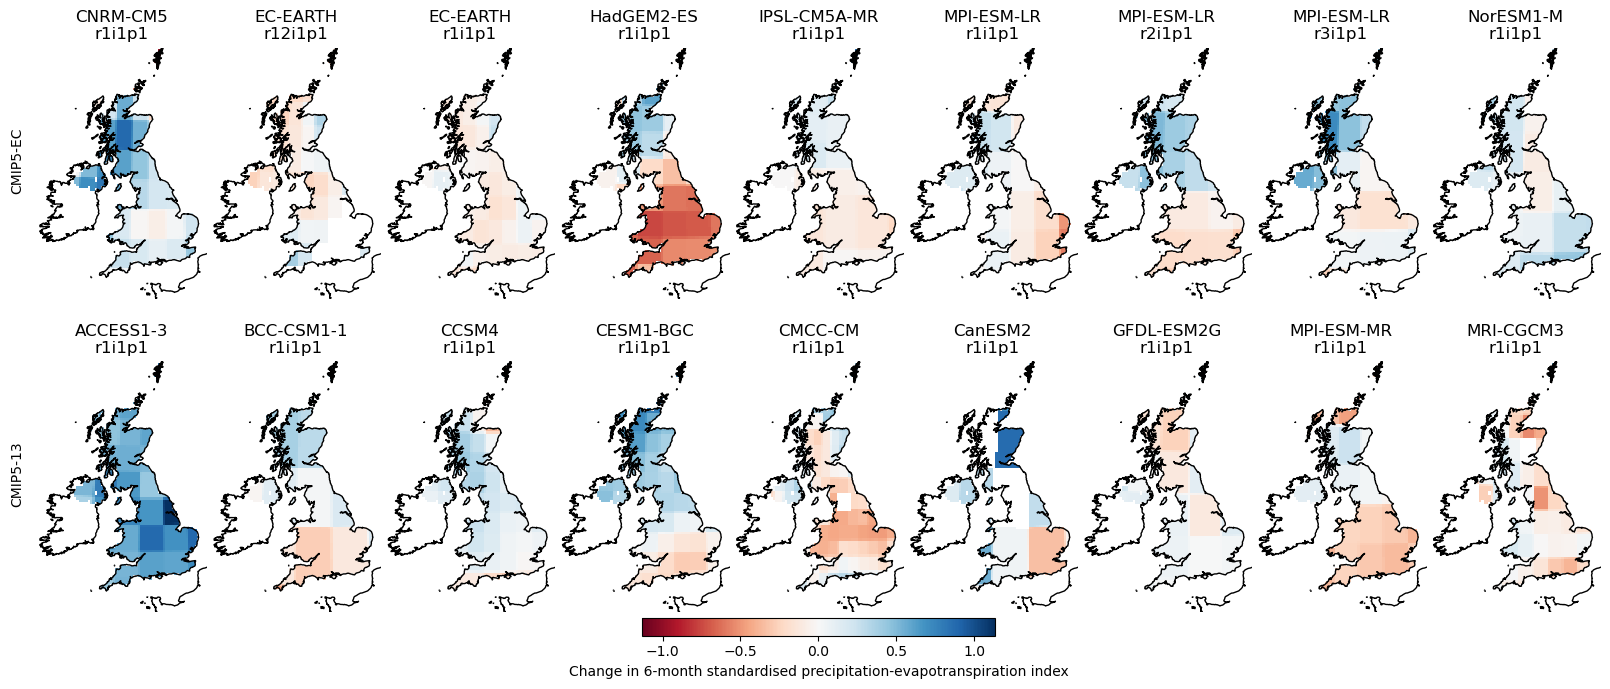 CNRM-CM5 EC-EARTH EC-EARTH HadGEM2-ES IPSL-CM5A-MR MPI-ESM-LR MPI-ESM-LR MPI-ESM-LR NorESM1-M
r1i1p1 r12i1p1 r1i1p1 r1i1p1 r1i1p1 r1i1p1 r2i1p1 r3i1p1 r1i1p1
CMIP5-EC
ACCESS1-3 BCC-CSM1-1 CCSM4 CESM1-BGC CMCC-CM CanESM2 GFDL-ESM2G MPI-ESM-MR MRI-CGCM3
r1i1p1 r1i1p1 r1i1p1 r1i1p1 r1i1p1 r1i1p1 r1i1p1 r1i1p1 r1i1p1
CMIP5-13
−1.0 −0.5 0.0 0.5 1.0
Change in 6-month standardised precipitation-evapotranspiration index